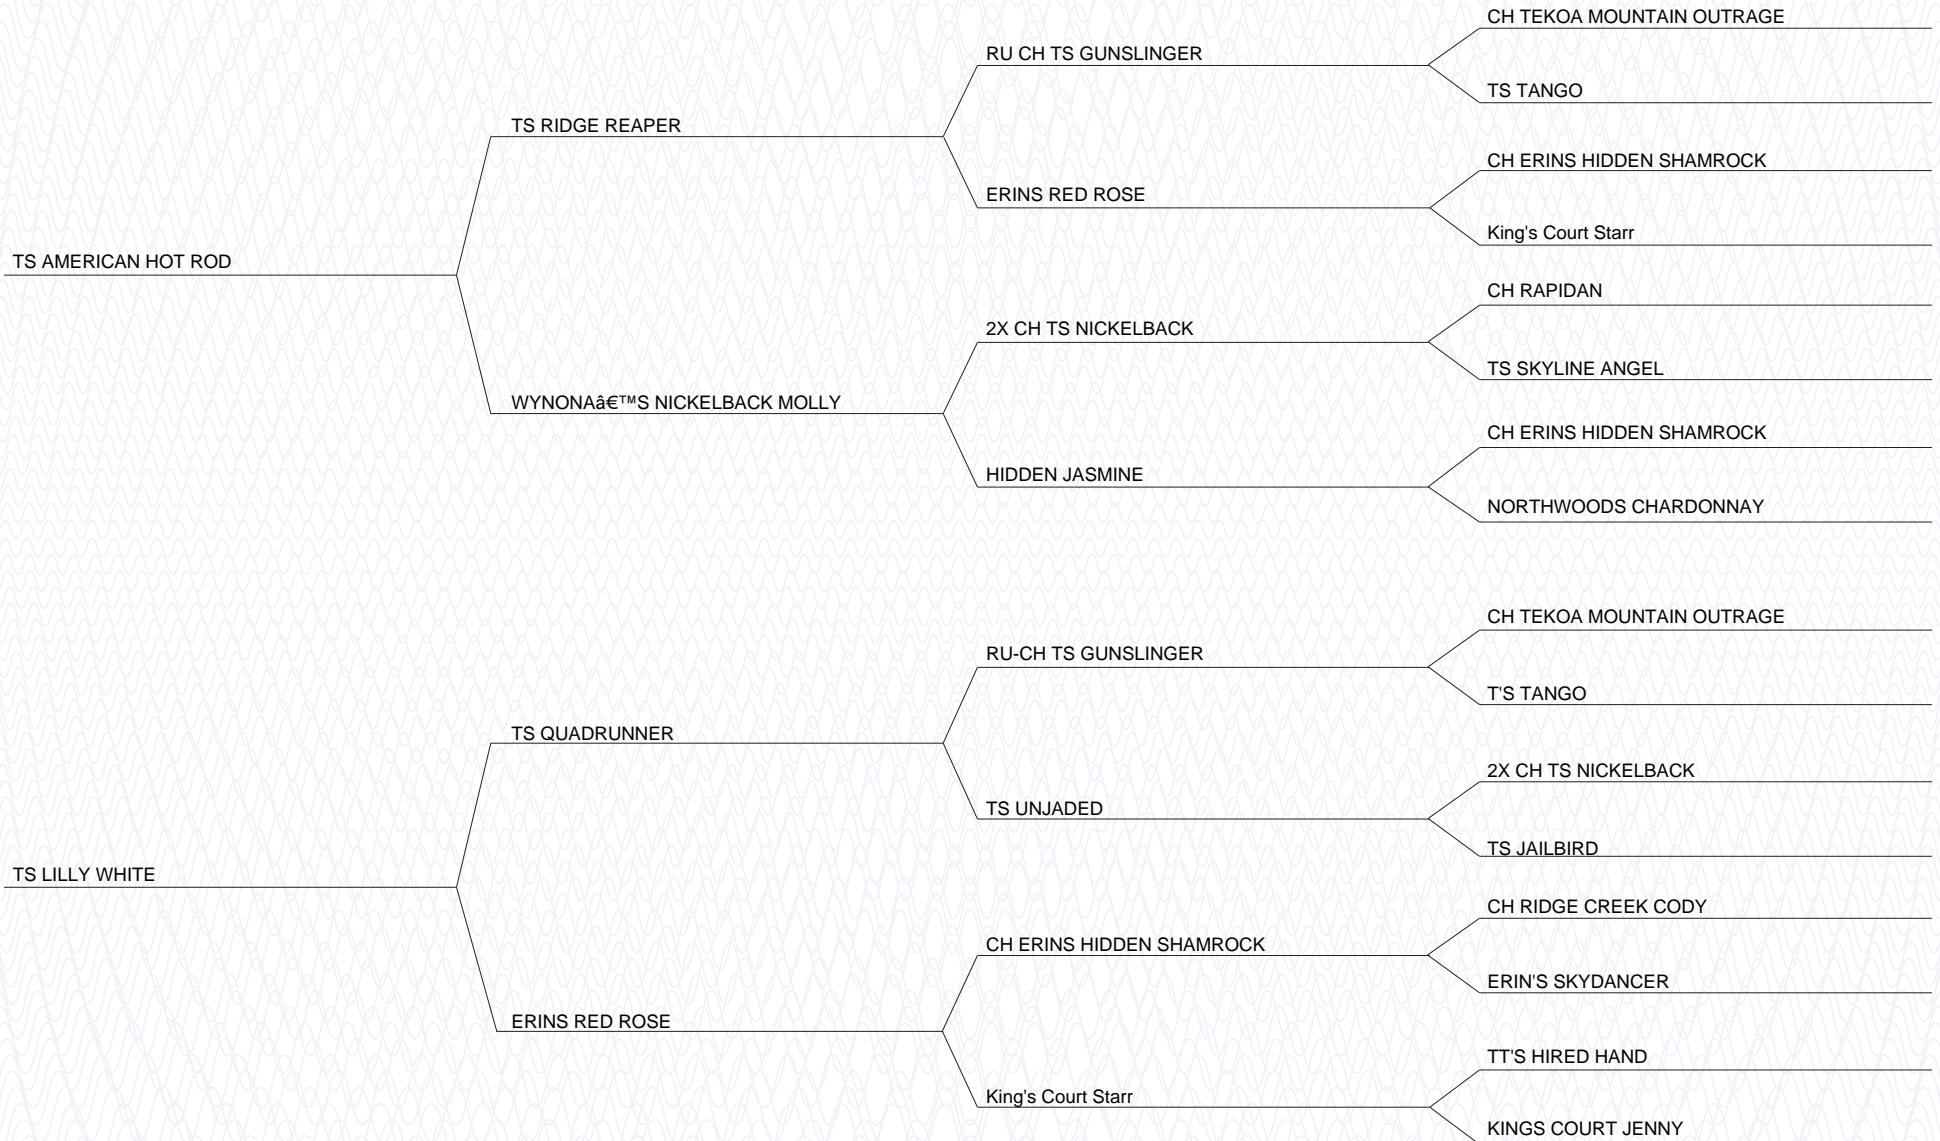 CH TEKOA MOUNTAIN OUTRAGE
RU CH TS GUNSLINGER
TS TANGO
TS RIDGE REAPER
CH ERINS HIDDEN SHAMROCK
ERINS RED ROSE
King's Court Starr
TS AMERICAN HOT ROD
CH RAPIDAN
2X CH TS NICKELBACK
TS SKYLINE ANGEL
WYNONAâ€™S NICKELBACK MOLLY
CH ERINS HIDDEN SHAMROCK
HIDDEN JASMINE
NORTHWOODS CHARDONNAY
CH TEKOA MOUNTAIN OUTRAGE
RU-CH TS GUNSLINGER
T'S TANGO
TS QUADRUNNER
2X CH TS NICKELBACK
TS UNJADED
TS JAILBIRD
TS LILLY WHITE
CH RIDGE CREEK CODY
CH ERINS HIDDEN SHAMROCK
ERIN'S SKYDANCER
ERINS RED ROSE
TT'S HIRED HAND
King's Court Starr
KINGS COURT JENNY